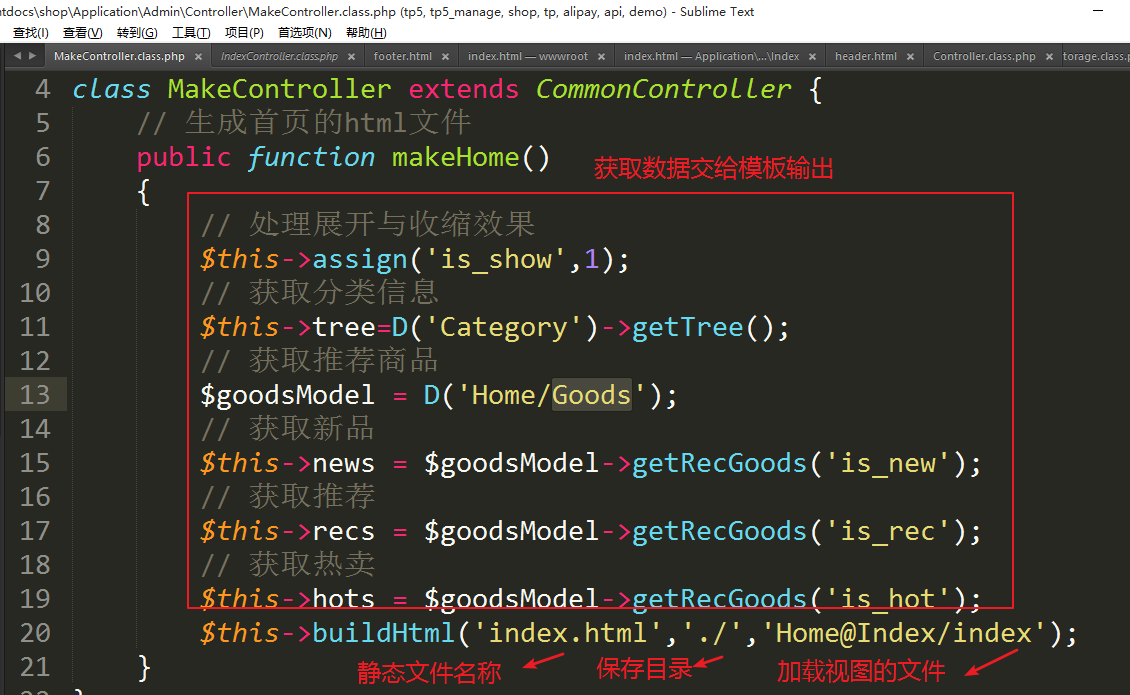 ntdocs\shop\Application\Admin\Controller\MakeController.class.php (tp5, tp5_manage, shop, tp, alipay, api, demo) - Sublime Text
查找(I) 查看(V) 转到(G) 工具(T) 项目(P) 首选项(N) 帮助(H)
MakeController.class.php × IndexController.class.php × footer.html × index.html — wwwroot × index.html — Application\...\Index × header.html × Controller.class.php × torage.class.p
4 class MakeController extends CommonController {
5 // 生成首页的html文件
6 public function makeHome()
获取数据交给模板输出
7 {
8 // 处理展开与收缩效果
9 $this->assign('is_show',1);
10 // 获取分类信息
11 $this->tree=D('Category')->getTree();
12 // 获取推荐商品
13 $goodsModel = D('Home/Goods');
14 // 获取新品
15 $this->news = $goodsModel->getRecGoods('is_new');
16 // 获取推荐
17 $this->recs = $goodsModel->getRecGoods('is_rec');
18 // 获取热卖
19 $this->hots = $goodsModel->getRecGoods('is_hot');
20 $this->buildHtml('index.html','./','Home@Index/index');
21 }
静态文件名称 保存目录 加载视图的文件